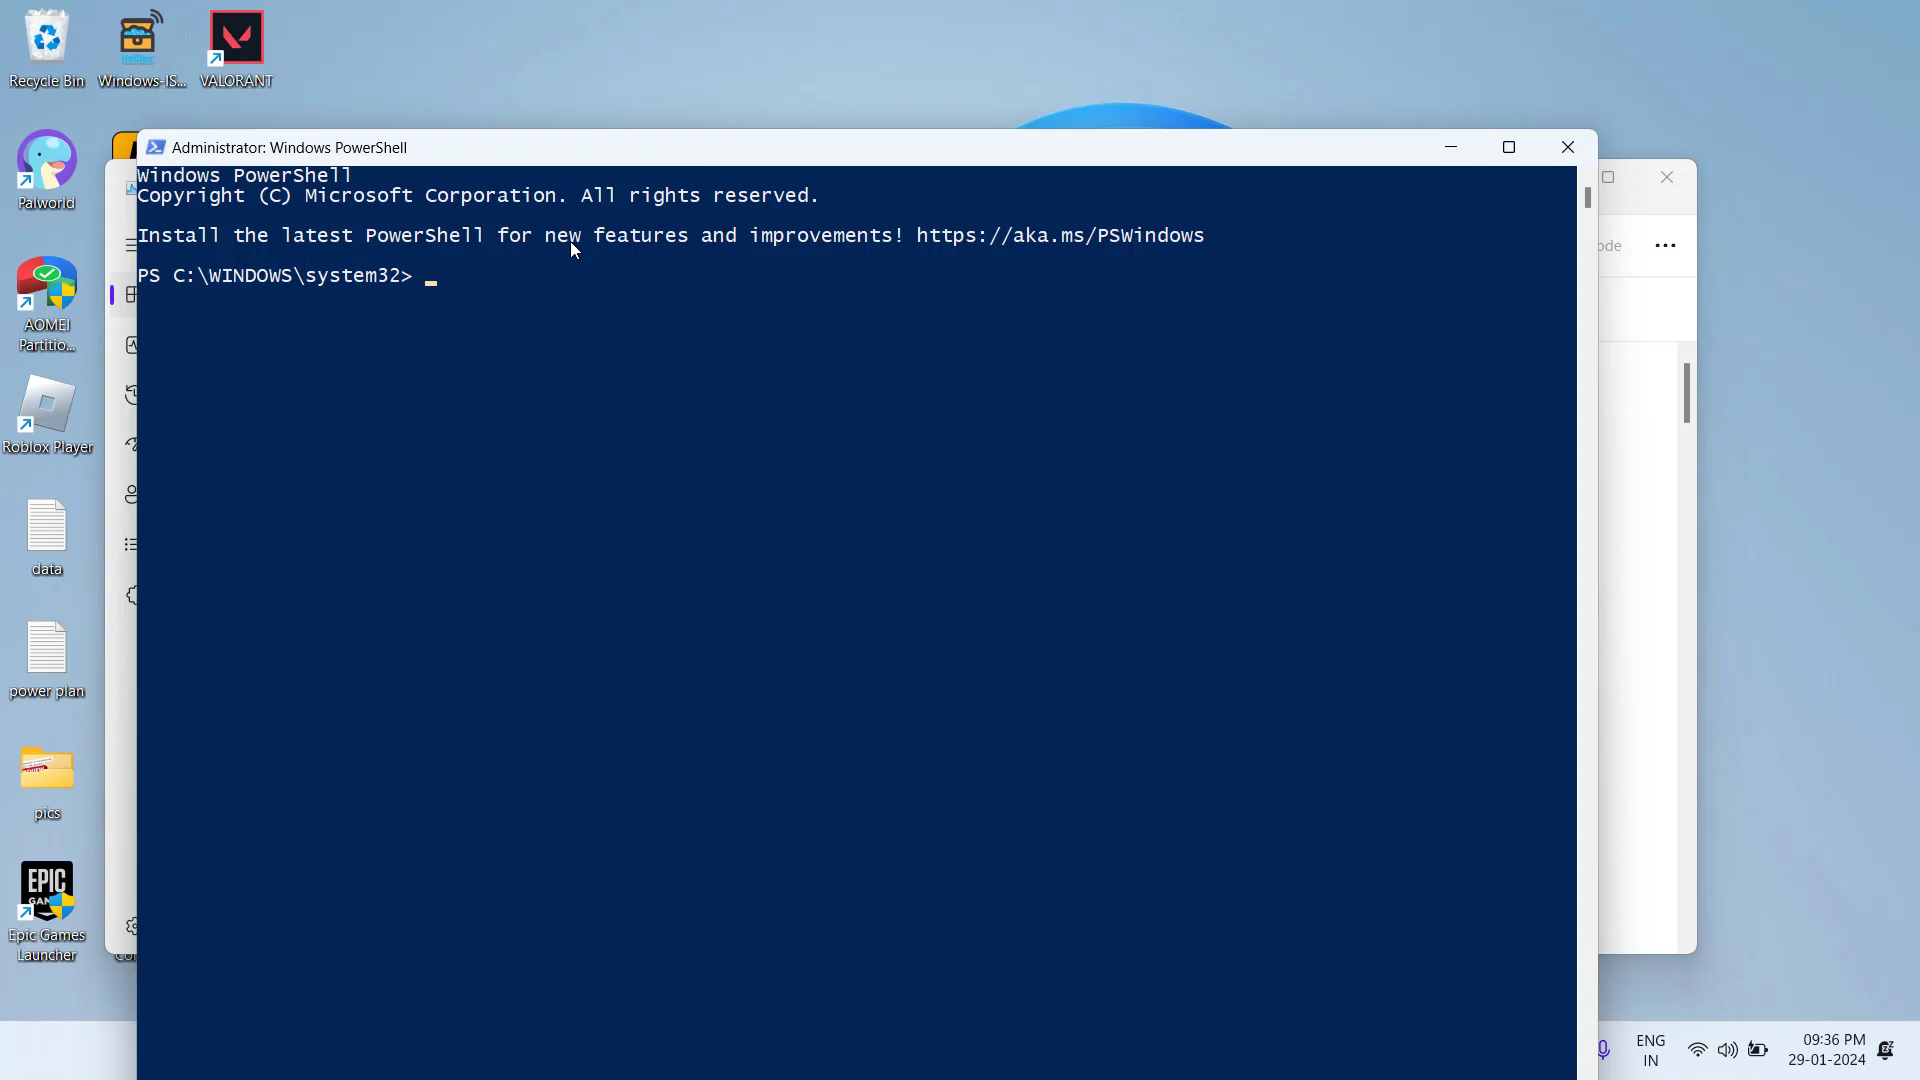 Recycle Bin
Windows-IS...
VALORANT
Palworld
AOMEI
Partitio...
Roblox Player
data
power plan
pics
EPIC
Epic Games
Launcher
Administrator: Windows PowerShell
Windows PowerShell
Copyright (C) Microsoft Corporation. All rights reserved.
Install the latest PowerShell for new features and improvements! https://aka.ms/PSWindows
PS C:\WINDOWS\system32>
ENG
IN
09:36 PM
29-01-2024